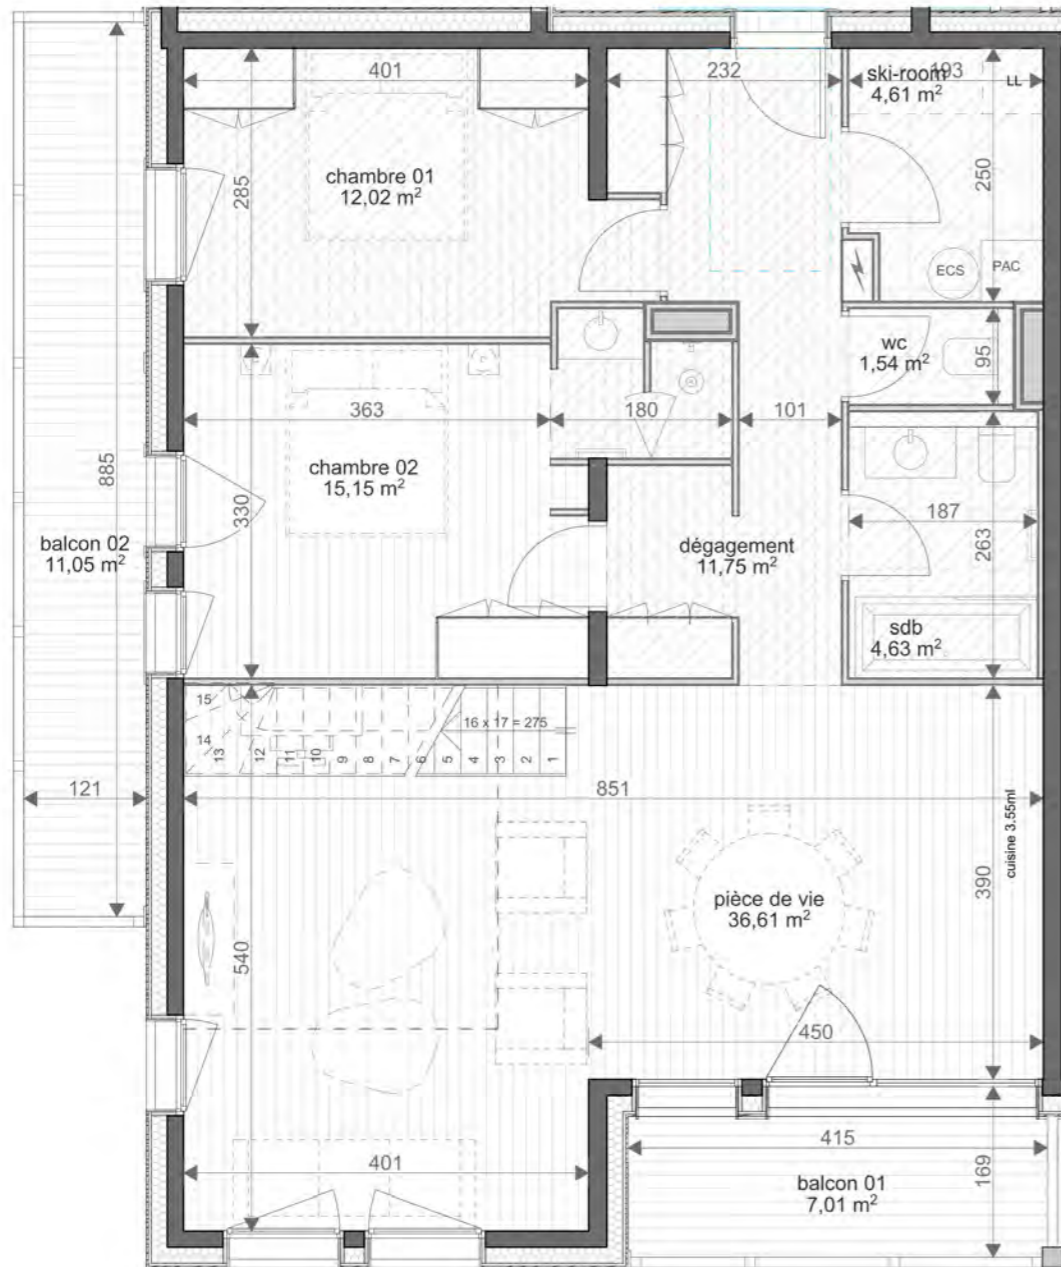 401
232
ski-room
193
LL
4,61 m²
chambre 01
12,02 m²
285
250
ECS
PAC
wc
1,54 m²
95
363
180
101
885
chambre 02
15,15 m²
330
balcon 02
11,05 m²
187
263
dégagement
11,75 m²
sdb
4,63 m²
15
14
13
12
11
10
9
8
7
6
5
4
3
2
1
16 x 17 = 275
121
851
cuisine 3.55ml
390
pièce de vie
36,61 m²
540
450
401
415
169
balcon 01
7,01 m²